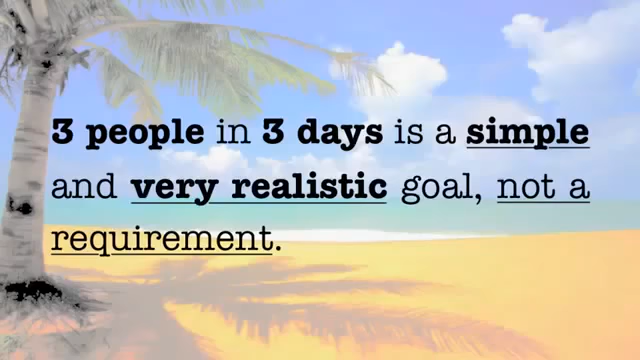 3 people in 3 days is a simple
and very realistic goal, not a
requirement.